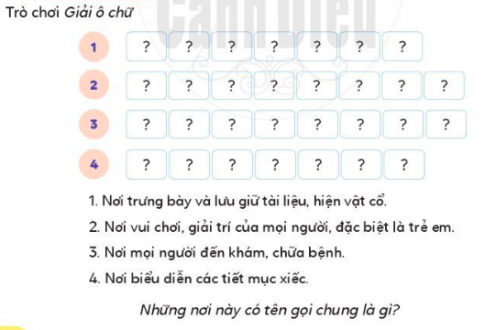 Cánh Diều
Trò chơi Giải ô chữ
1 ? ? ? ? ? ? ?
2 ? ? ? ? ? ? ? ?
3 ? ? ? ? ? ? ? ?
4 ? ? ? ? ? ? ?
1. Nơi trưng bày và lưu giữ tài liệu, hiện vật cổ.
2. Nơi vui chơi, giải trí của mọi người, đặc biệt là trẻ em.
3. Nơi mọi người đến khám, chữa bệnh.
4. Nơi biểu diễn các tiết mục xiếc.
Những nơi này có tên gọi chung là gì?